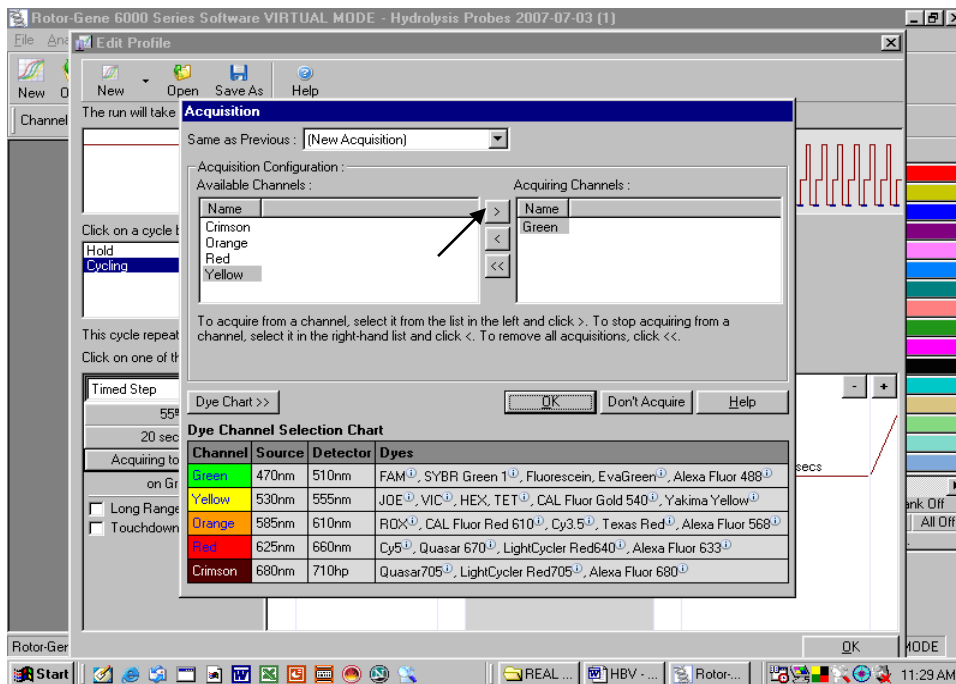 Rotor-Gene 6000 Series Software VIRTUAL MODE - Hydrolysis Probes 2007-07-03 (1)
File Ana
Edit Profile
New
New Open Save As Help
Channel
The run will take
Click on a cycle b
Hold
Cycling
This cycle repeat
Click on one of th
Timed Step
55º
20 sec
Acquiring to
on Gr
Long Range
Touchdown
Acquisition
Same as Previous : (New Acquisition)
Acquisition Configuration :
Available Channels : Acquiring Channels :
Name > Name
Crimson Green
Orange <
Red
Yellow <<
To acquire from a channel, select it from the list in the left and click >. To stop acquiring from a
channel, select it in the right-hand list and click <. To remove all acquisitions, click <<.
Dye Chart >> OK Don't Acquire Help
Dye Channel Selection Chart
Channel Source Detector Dyes
Green 470nm 510nm FAM, SYBR Green 1, Fluorescein, EvaGreen, Alexa Fluor 488
Yellow 530nm 555nm JOE, VIC, HEX, TET, CAL Fluor Gold 540, Yakima Yellow
Orange 585nm 610nm ROX, CAL Fluor Red 610, Cy3.5, Texas Red, Alexa Fluor 568
Red 625nm 660nm Cy5, Quasar 670, LightCycler Red640, Alexa Fluor 633
Crimson 680nm 710hp Quasar705, LightCycler Red705, Alexa Fluor 680
- +
secs
ank Off
All Off
OK
Rotor-Ger MODE
Start REAL ... HBV - ... Rotor-... 11:29 AM